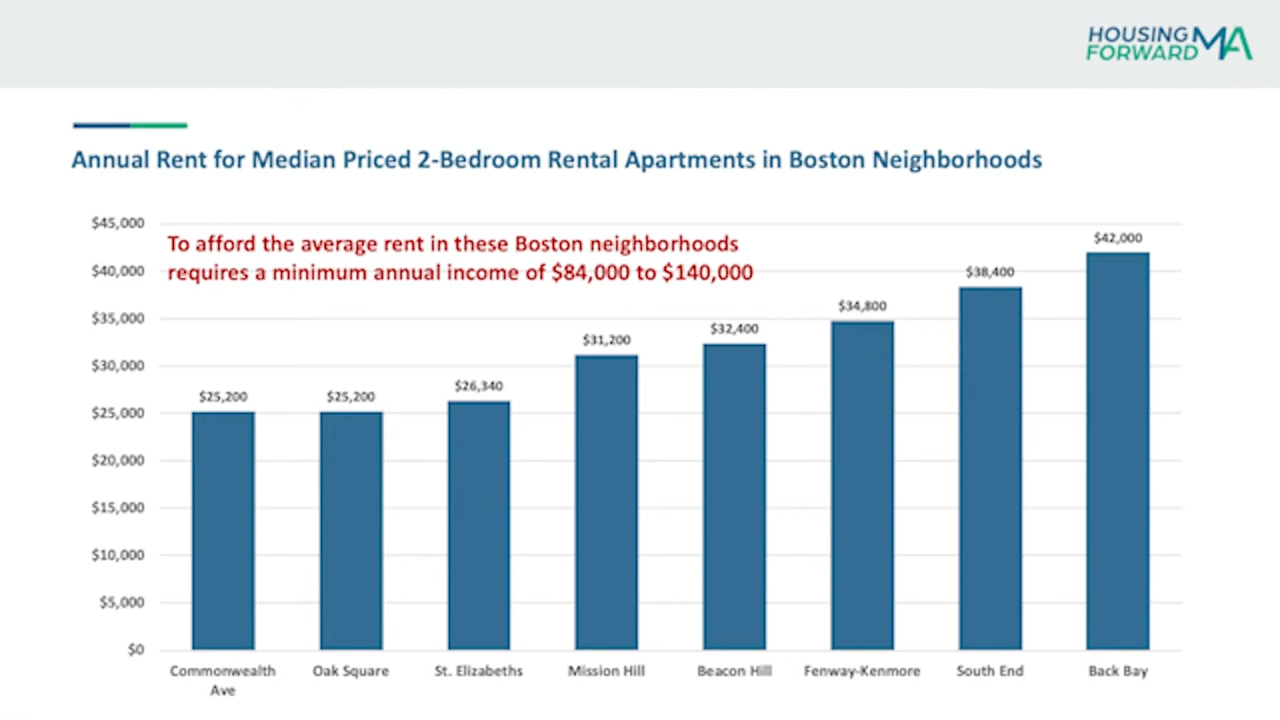 HOUSING
FORWARD MA
Annual Rent for Median Priced 2-Bedroom Rental Apartments in Boston Neighborhoods
To afford the average rent in these Boston neighborhoods
requires a minimum annual income of $84,000 to $140,000
$45,000
$40,000
$35,000
$30,000
$25,000
$20,000
$15,000
$10,000
$5,000
$0
$25,200
$25,200
$26,340
$31,200
$32,400
$34,800
$38,400
$42,000
Commonwealth
Ave
Oak Square
St. Elizabeths
Mission Hill
Beacon Hill
Fenway-Kenmore
South End
Back Bay